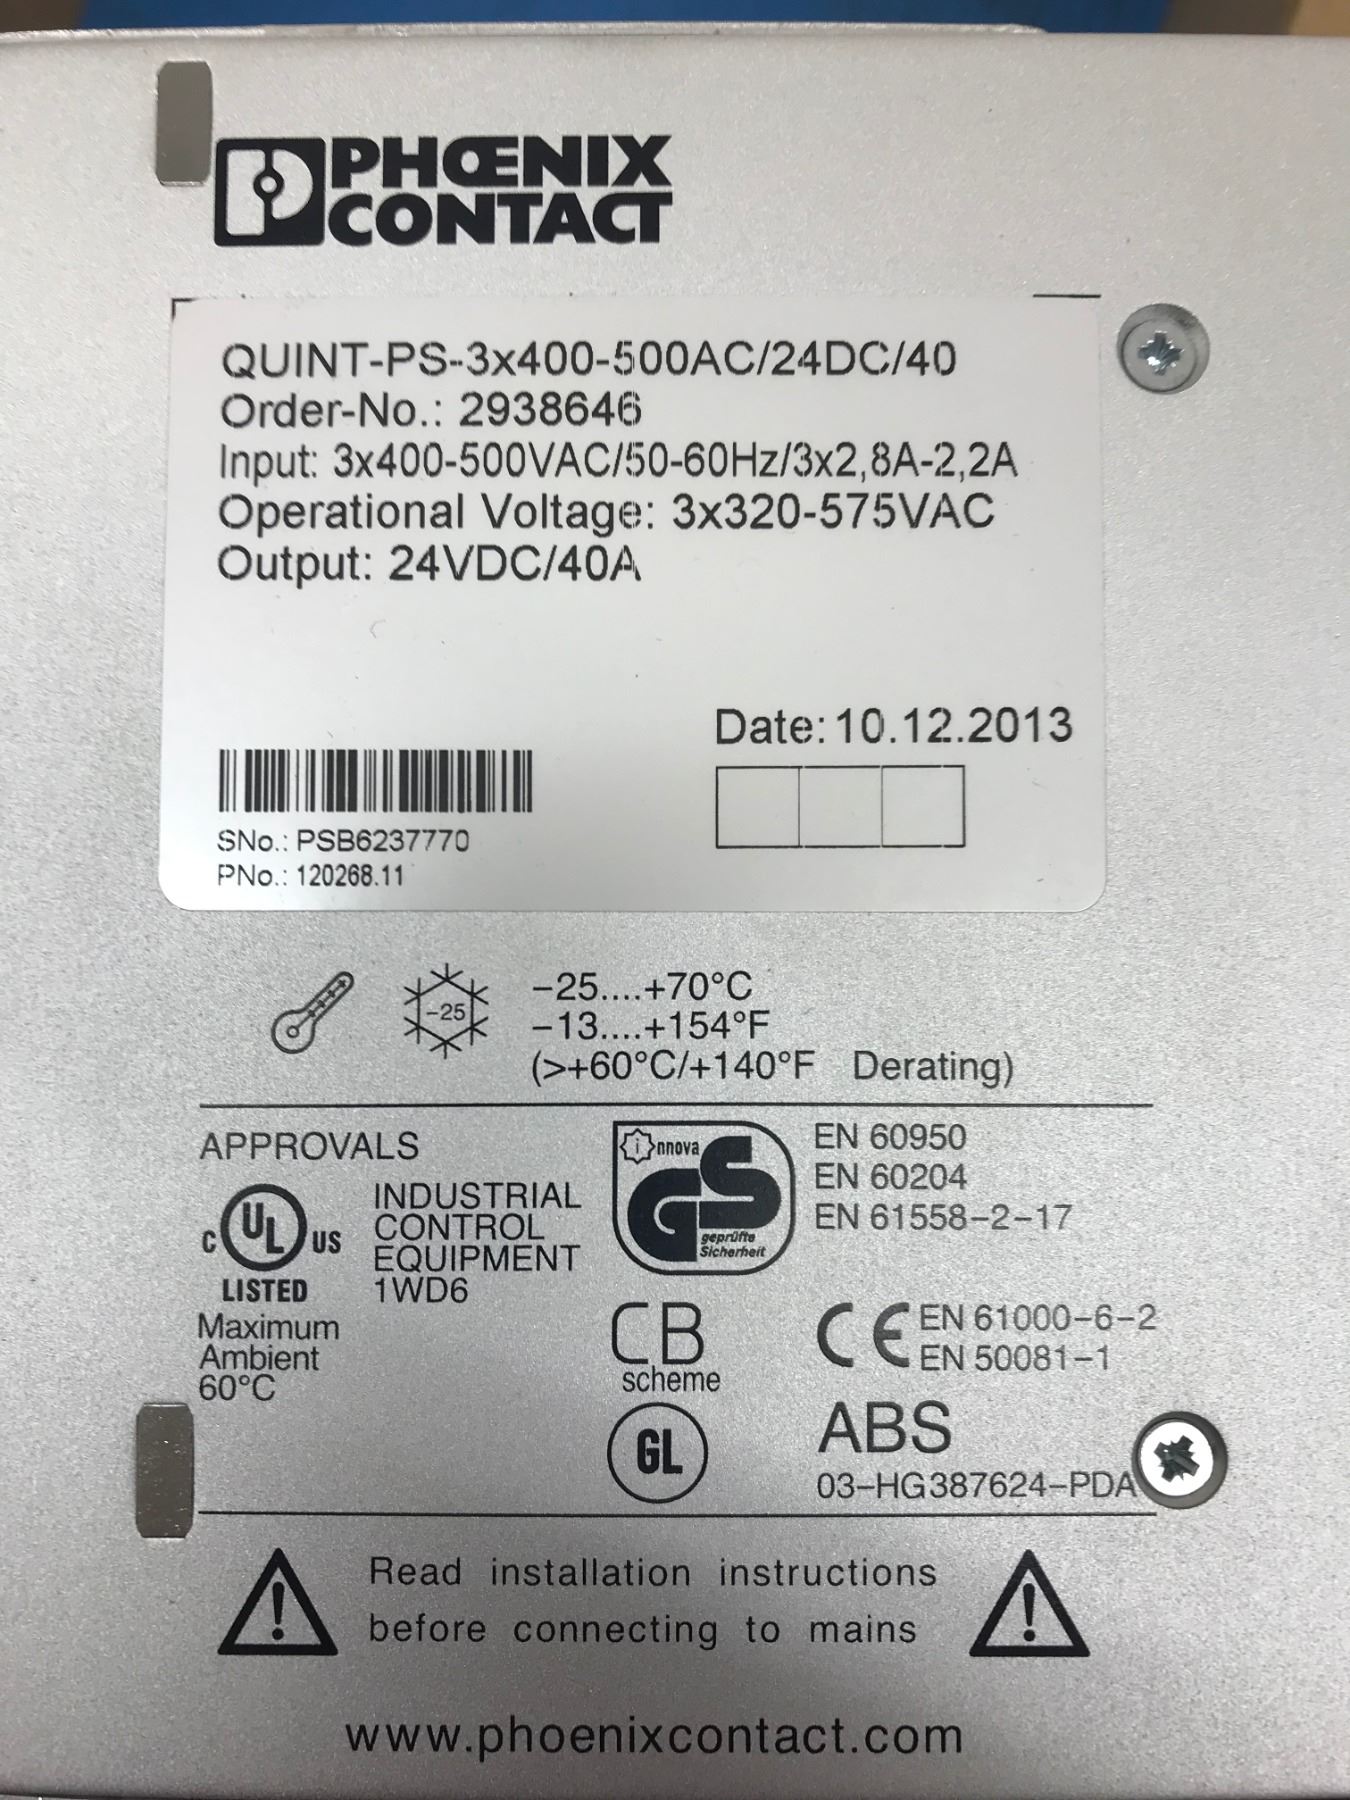 PHŒNIX
CONTACT
QUINT-PS-3x400-500AC/24DC/40
Order-No.: 2938646
Input: 3x400-500VAC/50-60Hz/3x2,8A-2,2A
Operational Voltage: 3x320-575VAC
Output: 24VDC/40A
Date: 10.12.2013
SNo.: PSB6237770
PNo.: 120268.11
-25
-25....+70°C
-13....+154°F
(>+60°C/+140°F Derating)
APPROVALS
C UL US
LISTED
INDUSTRIAL
CONTROL
EQUIPMENT
1WD6
Maximum
Ambient
60°C
innova
GS
geprüfte
Sicherheit
EN 60950
EN 60204
EN 61558-2-17
CB
scheme
CE
EN 61000-6-2
EN 50081-1
GL
ABS
03-HG387624-PDA
Read installation instructions
before connecting to mains
www.phoenixcontact.com